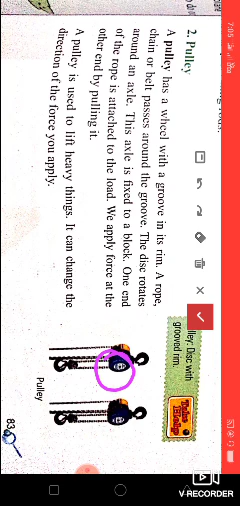 7:05
2. Pulley
A pulley has a wheel with a groove in its rim. A rope,
chain or belt passes around the groove. The disc rotates
around an axle. This axle is fixed to a block. One end
of the rope is attached to the load. We apply force at the
other end by pulling it.
A pulley is used to lift heavy things. It can change the
direction of the force you apply.
lley: Disc with
grooved rim.
Pulley
83
V-RECORDER